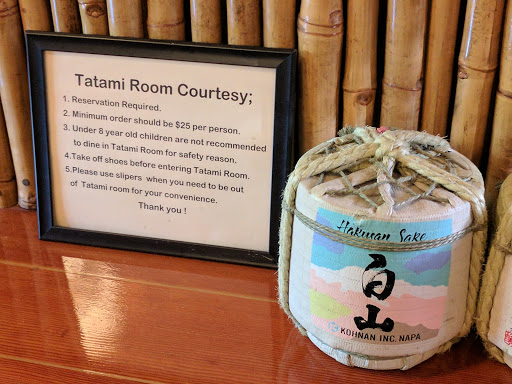 Tatami Room Courtesy;
1. Reservation Required.
2. Minimum order should be $25 per person.
3. Under 8 year old children are not recommended
to dine in Tatami Room for safety reason.
4.Take off shoes before entering Tatami Room.
5.Please use slipers when you need to be out
of Tatami room for your convenience.
Thank you !
Hakusan Sake
白山
KOHNAN INC. NAPA